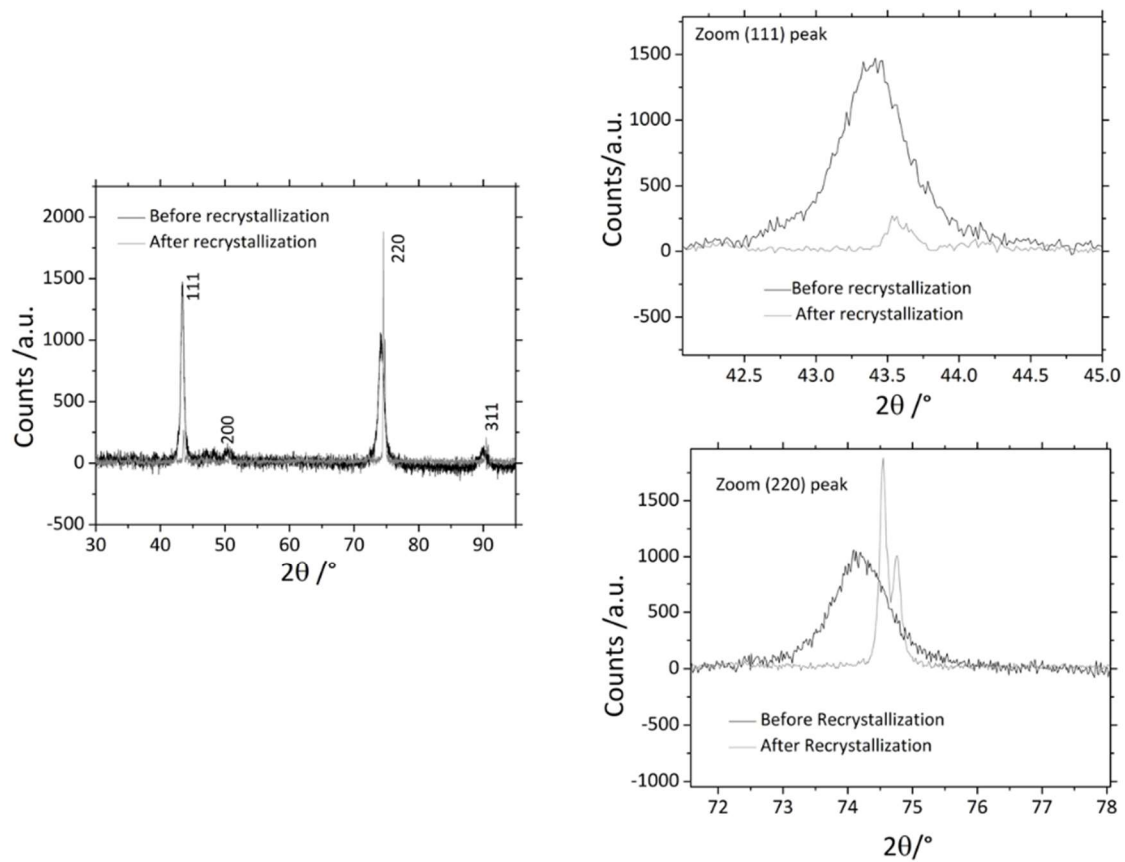 2000
1500
1000
500
0
-500
Counts /a.u.
Before recrystallization
After recrystallization
111
200
220
311
30 40 50 60 70 80 90
2θ /°
Zoom (111) peak
1500
1000
500
0
-500
Counts/a.u.
Before recrystallization
After recrystallization
42.5 43.0 43.5 44.0 44.5 45.0
2θ /°
Zoom (220) peak
1500
1000
500
0
-500
-1000
Counts /a.u.
Before Recrystallization
After Recrystallization
72 73 74 75 76 77 78
2θ/°